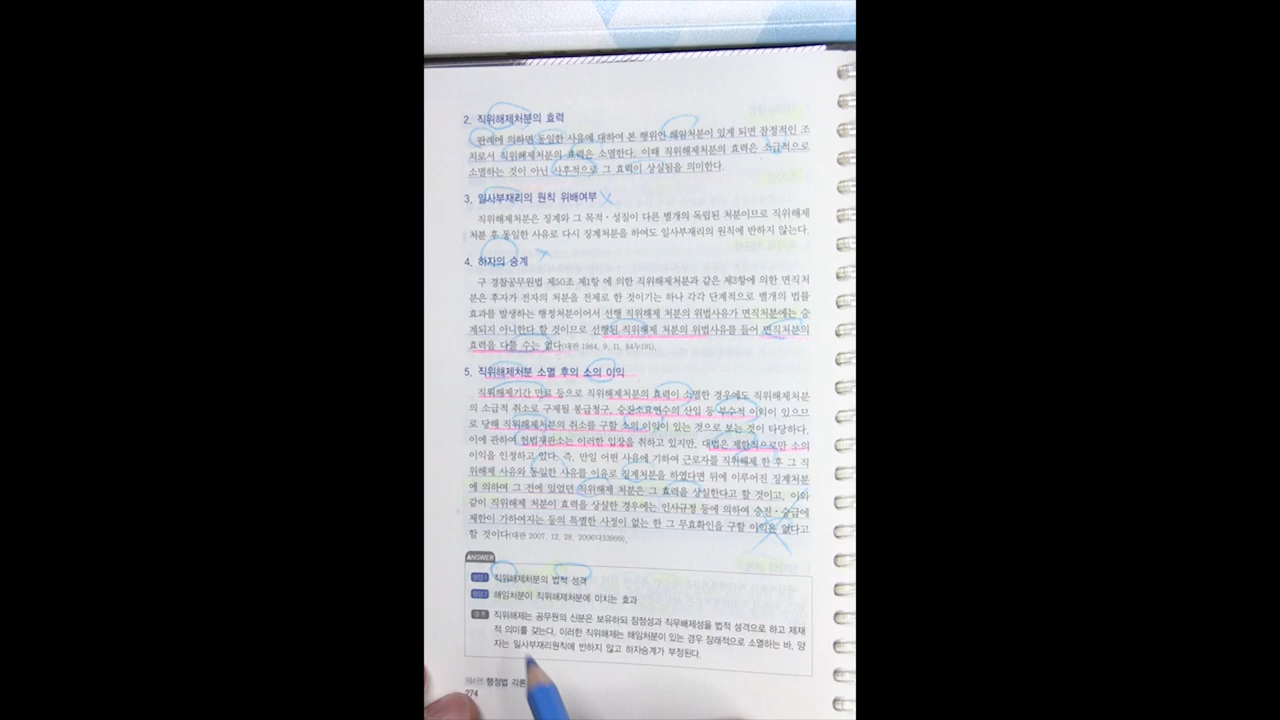 2. 직위해제처분의 효력
판례에 의하면 동일한 사유에 대하여 본 행위인 해임처분이 있게 되면 잠정적인 조
치로서 직위해제처분의 효력은 소멸한다. 이때 직위해제처분의 효력은 소급적으로
소멸하는 것이 아닌 사후적으로 그 효력이 상실됨을 의미한다.
3. 일사부재리의 원칙 위배여부
직위해제처분은 징계와 그 목적·성질이 다른 별개의 독립된 처분이므로 직위해제
처분 후 동일한 사유로 다시 징계처분을 하여도 일사부재리의 원칙에 반하지 않는다.
4. 하자의 승계
구 경찰공무원법 제50조 제1항 에 의한 직위해제처분과 같은 제3항에 의한 면직처
분은 후자가 전자의 처분을 전제로 한 것이기는 하나 각각 단계적으로 별개의 법률
효과를 발생하는 행정처분이어서 선행 직위해제 처분의 위법사유가 면직처분에는 승
계되지 아니한다 할 것이므로 선행된 직위해제 처분의 위법사유를 들어 면직처분의
효력을 다툴 수는 없다(대판 1984. 9. 11, 84누191).
5. 직위해제처분 소멸 후의 소의 이익
직위해제기간 만료 등으로 직위해제처분의 효력이 소멸한 경우에도 직위해제처분
의 소급적 취소로 구제될 봉급청구, 승진소요연수의 산입 등 부수적 이익이 있으므
로 당해 직위해제처분의 취소를 구할 소의 이익이 있는 것으로 보는 것이 타당하다.
이에 관하여 헌법재판소는 이러한 입장을 취하고 있지만, 대법은 제한적으로만 소의
이익을 인정하고 있다. 즉, 만일 어떤 사유에 기하여 근로자를 직위해제 한 후 그 직
위해제 사유와 동일한 사유를 이유로 징계처분을 하였다면 뒤에 이루어진 징계처분
에 의하여 그 전에 있었던 직위해제 처분은 그 효력을 상실한다고 할 것이고, 이와
같이 직위해제 처분이 효력을 상실한 경우에는 인사규정 등에 의하여 승진·승급에
제한이 가하여지는 등의 특별한 사정이 없는 한 그 무효확인을 구할 이익은 없다고
할 것이다(대판 2007. 12. 28, 2006다33999).
ANSWER
쟁점 1 직위해제처분의 법적 성격
쟁점 2 해임처분이 직위해제처분에 미치는 효과
결론 직위해제는 공무원의 신분은 보유하되 잠정성과 직무배제성을 법적 성격으로 하고 제재
적 의미를 갖는다. 이러한 직위해제는 해임처분이 있는 경우 장래적으로 소멸하는 바, 양
자는 일사부재리원칙에 반하지 않고 하자승계가 부정된다.
제4편 행정법 각론
274